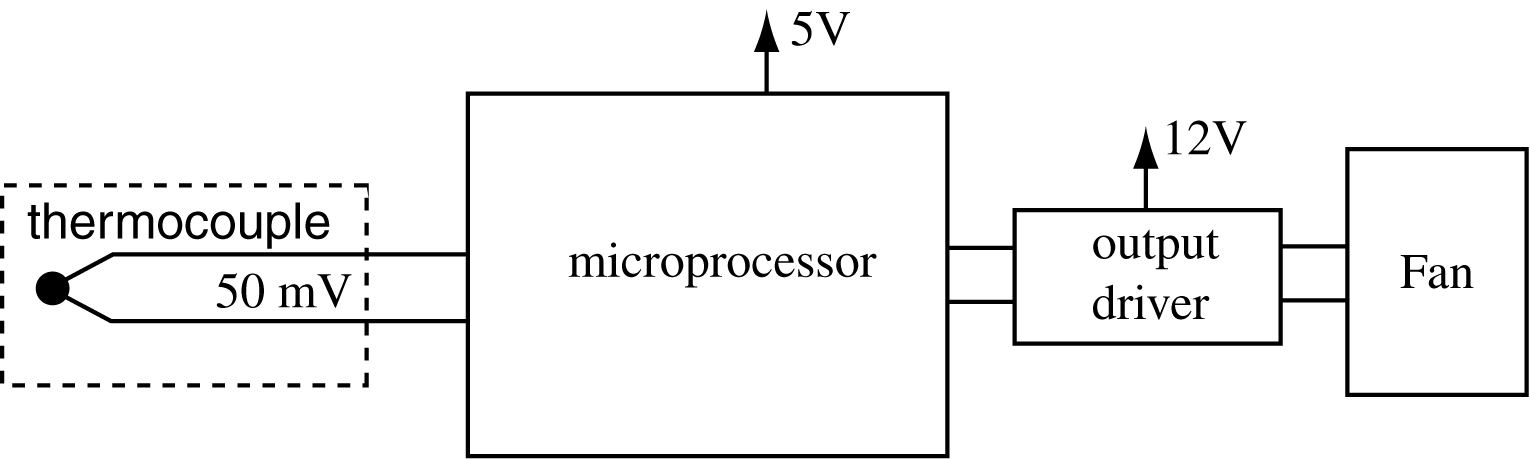 5V
12V
thermocouple
50 mV
microprocessor
output
driver
Fan